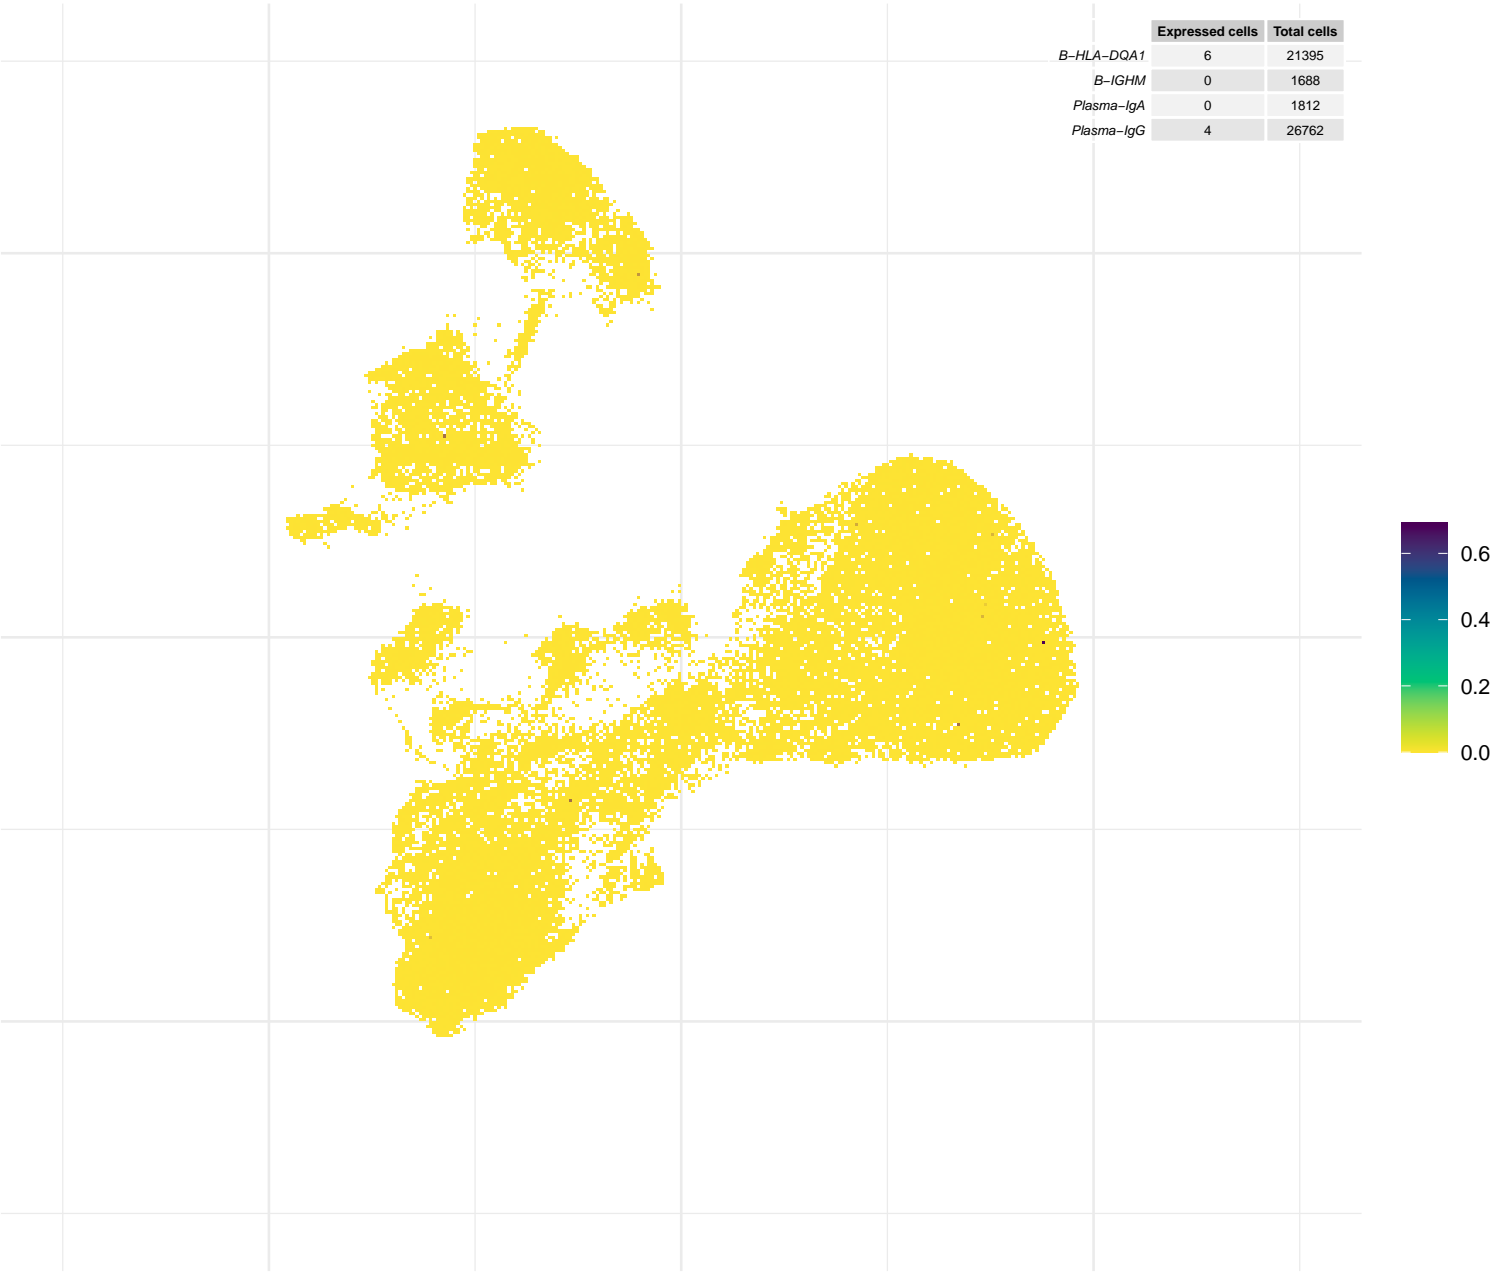 Expressed cells Total cells
B−HLA−DQA1 6 21395
B−IGHM 0 1688
Plasma−IgA 0 1812
Plasma−IgG 4 26762
0.6
0.4
0.2
0.0